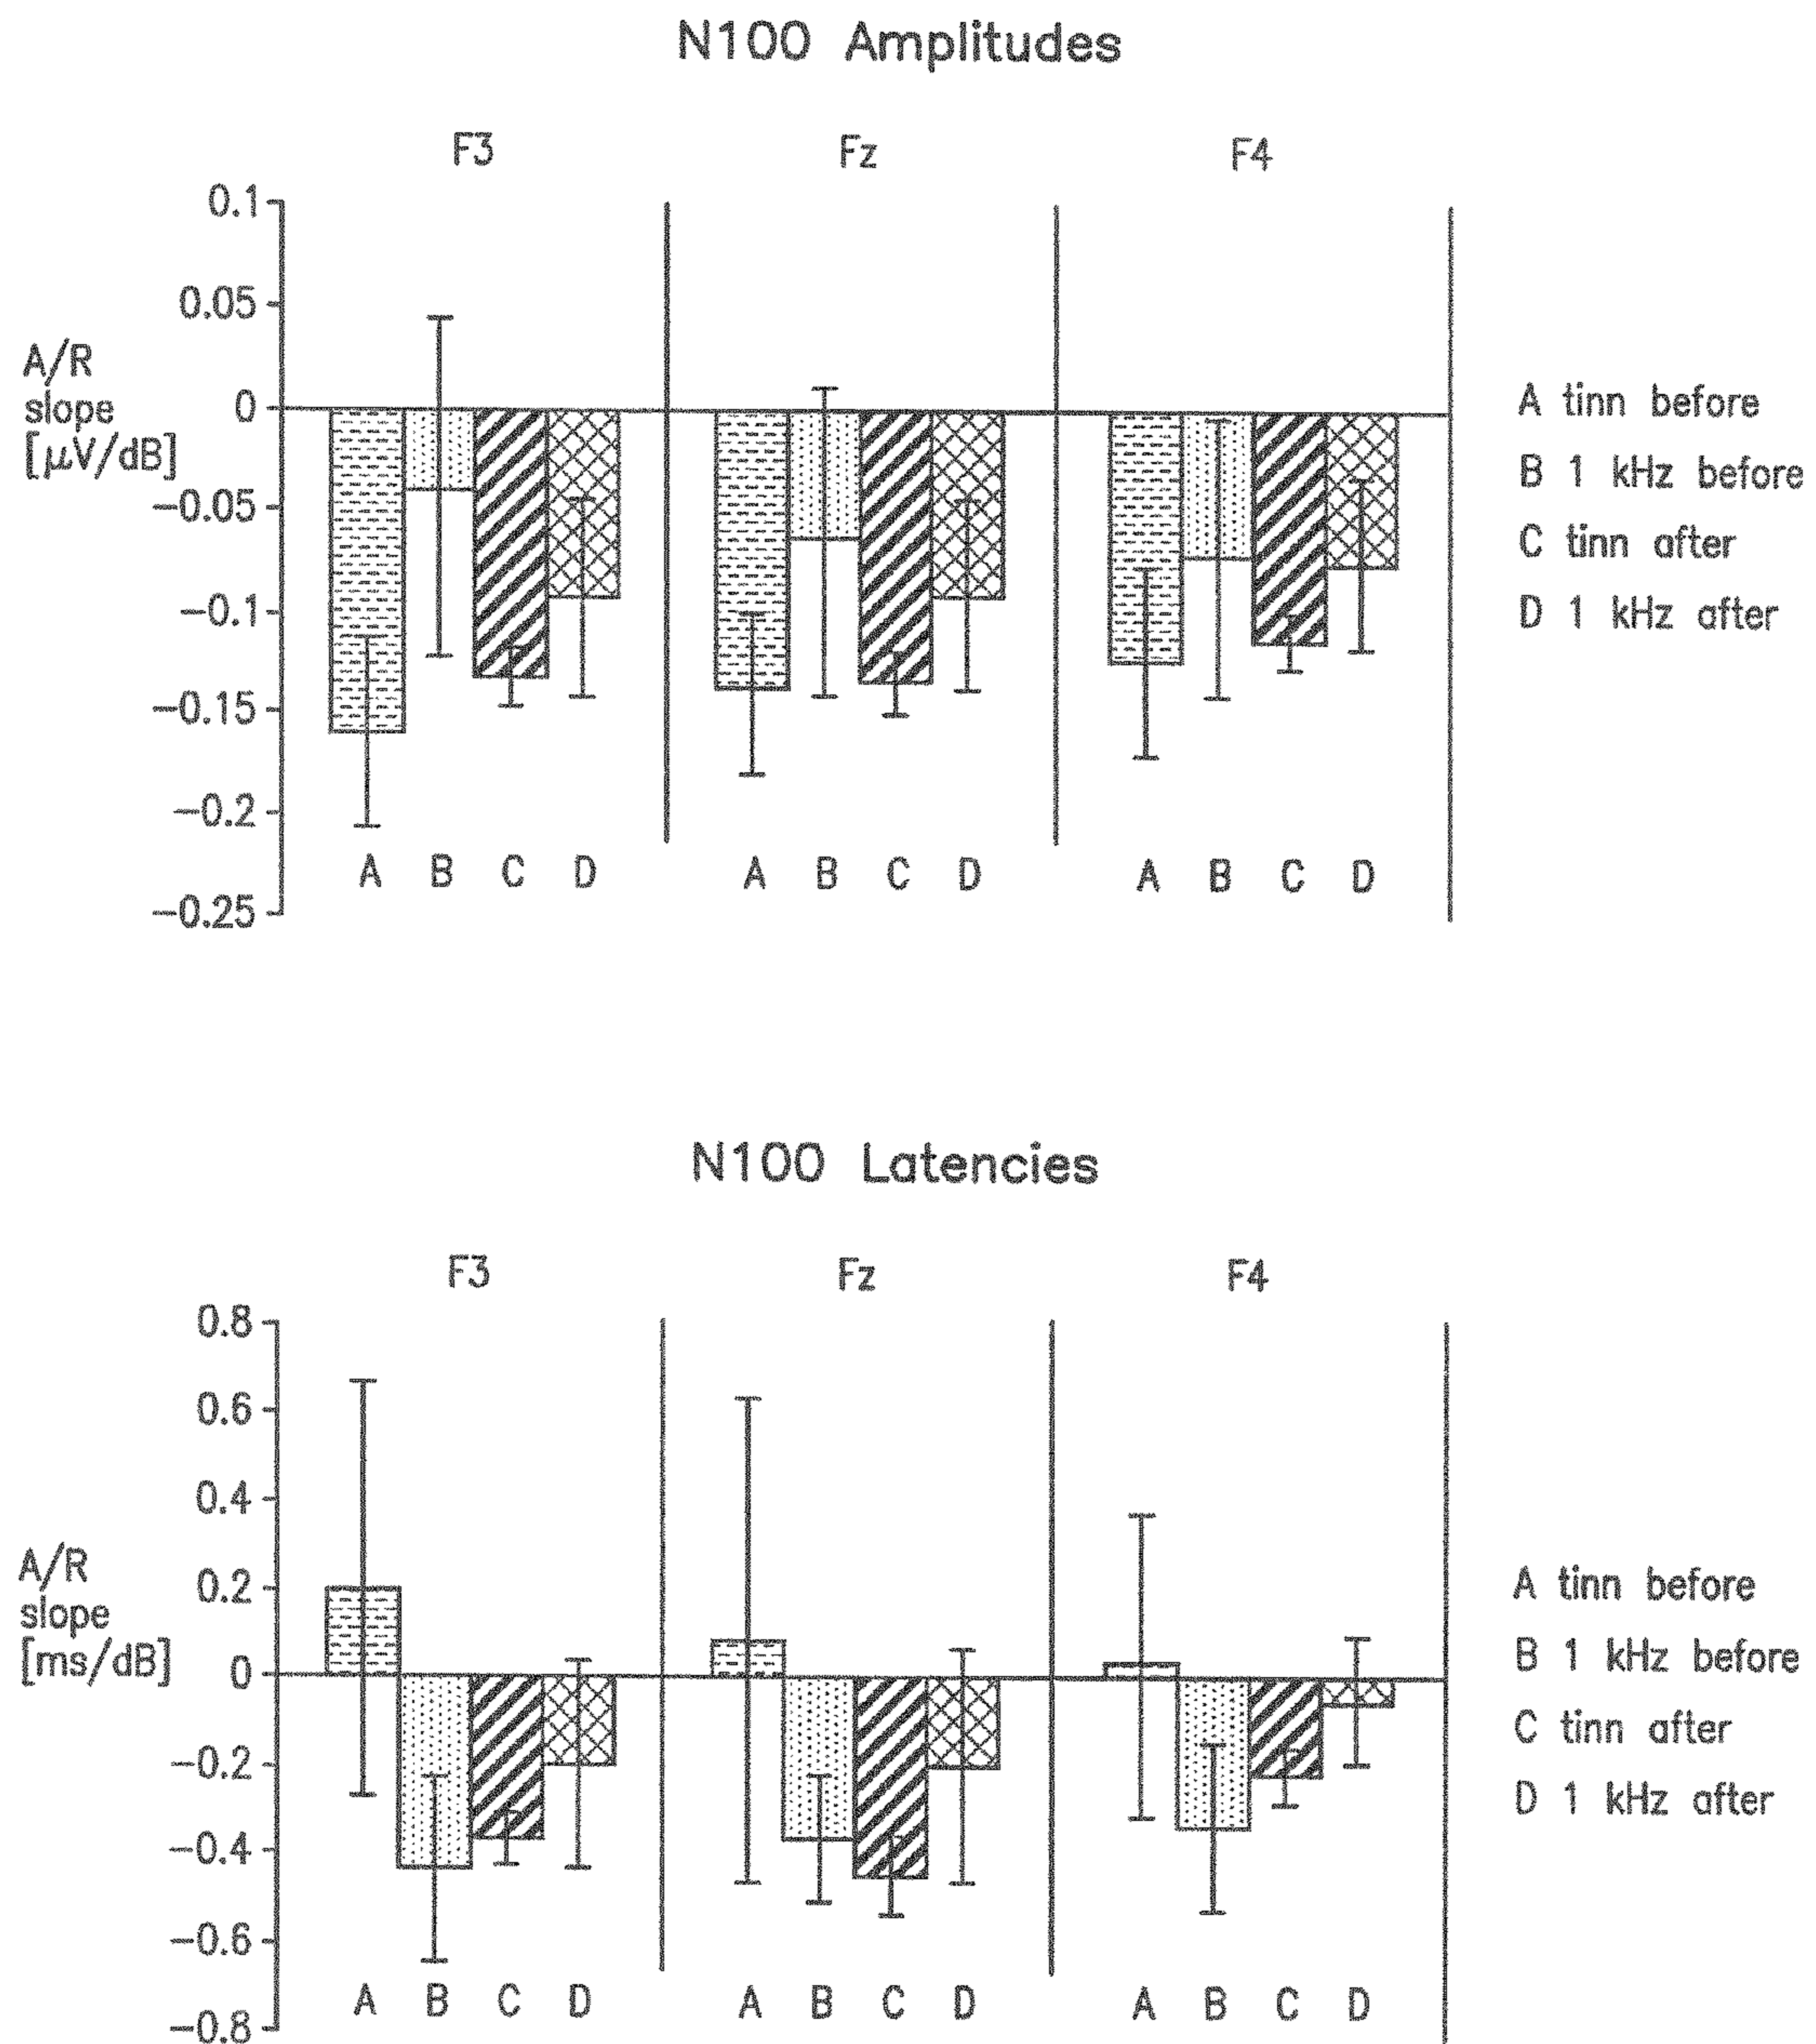 N100 Amplitudes
F3 Fz F4
0.1
0.05
0
−0.05
−0.1
−0.15
−0.2
−0.25
A/R
slope
[μV/dB]
A B C D A B C D A B C D
A tinn before
B 1 kHz before
C tinn after
D 1 kHz after
N100 Latencies
F3 Fz F4
0.8
0.6
0.4
0.2
0
−0.2
−0.4
−0.6
−0.8
A/R
slope
[ms/dB]
A B C D A B C D A B C D
A tinn before
B 1 kHz before
C tinn after
D 1 kHz after